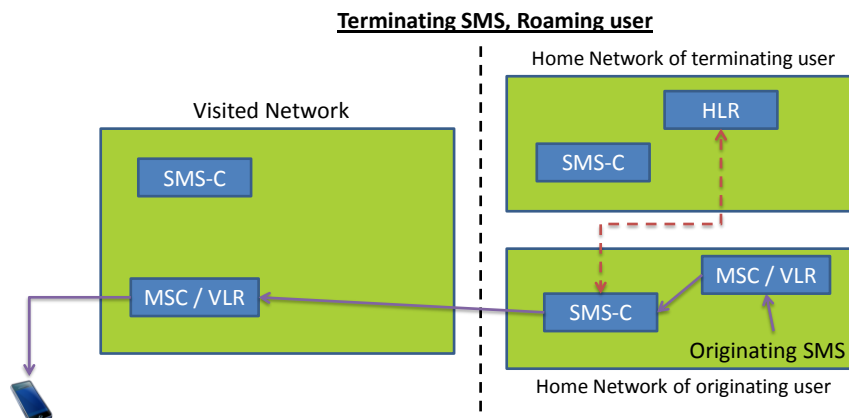 Terminating SMS, Roaming user
Home Network of terminating user
Visited Network
HLR
SMS-C
SMS-C
MSC / VLR
MSC / VLR
SMS-C
Originating SMS
Home Network of originating user